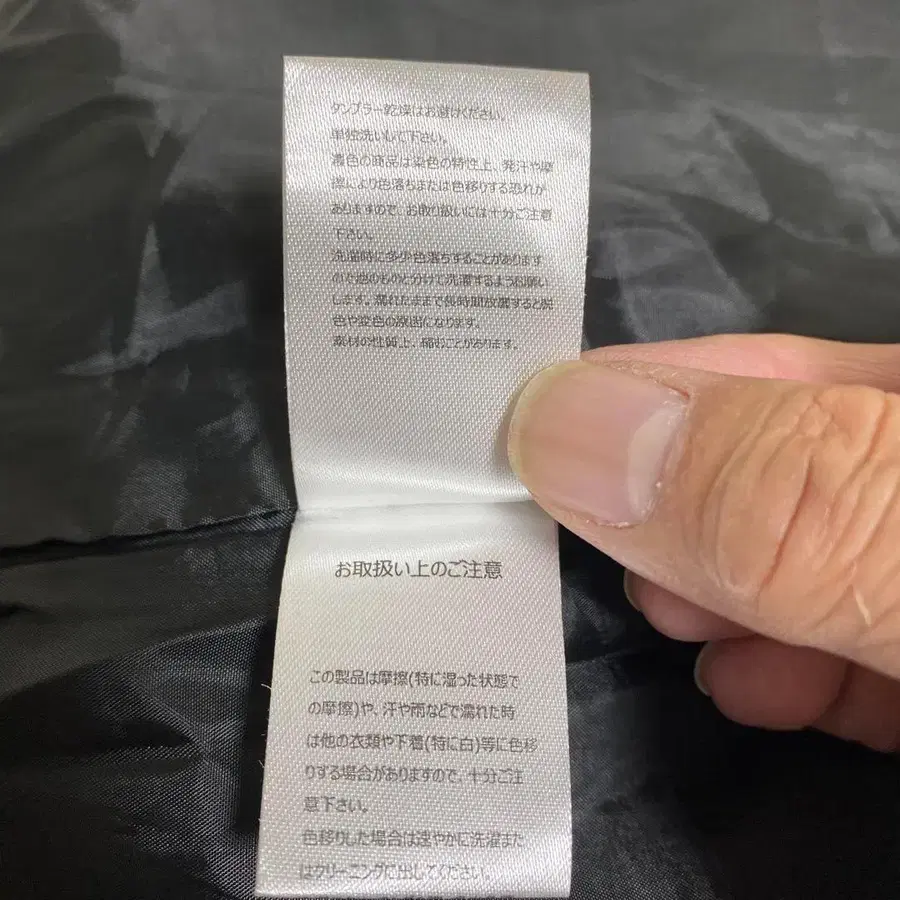 タンブラー乾燥はお避けください。
単独洗いして下さい。
濃色の商品は染色の特性上、発汗や摩
擦により色落ちまたは色移りする恐れが
ありますので、お取り扱いには十分ご注意
下さい。
洗濯時に多少色落ちすることがあります
ので他のものと分けて洗濯するようお願い
します。濡れたままで長時間放置すると脱
色や変色の原因になります。
素材の性質上、縮むことがあります。
お取扱い上のご注意
この製品は摩擦(特に湿った状態で
の摩擦)や、汗や雨などで濡れた時
は他の衣類や下着(特に白)等に色移
りする場合がありますので、十分ご注
意下さい。
色移りした場合は速やかに洗濯また
はクリーニングに出してください。